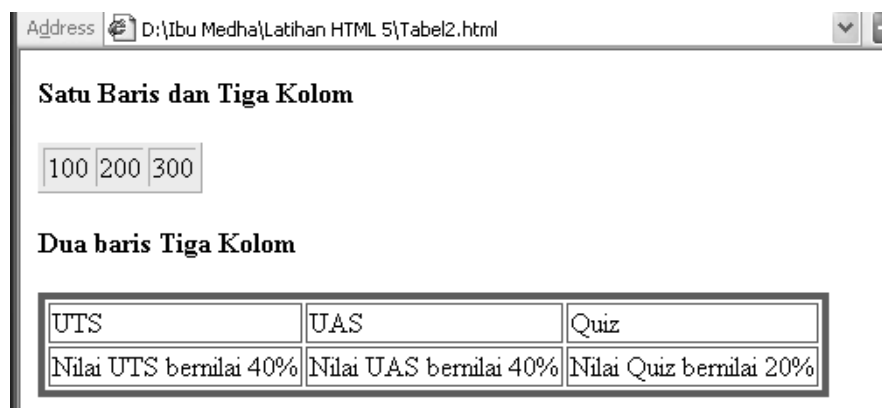 Address D:\Ibu Medha\Latihan HTML 5\Tabel2.html
Satu Baris dan Tiga Kolom
100 200 300
Dua baris Tiga Kolom
UTS UAS Quiz
Nilai UTS bernilai 40% Nilai UAS bernilai 40% Nilai Quiz bernilai 20%